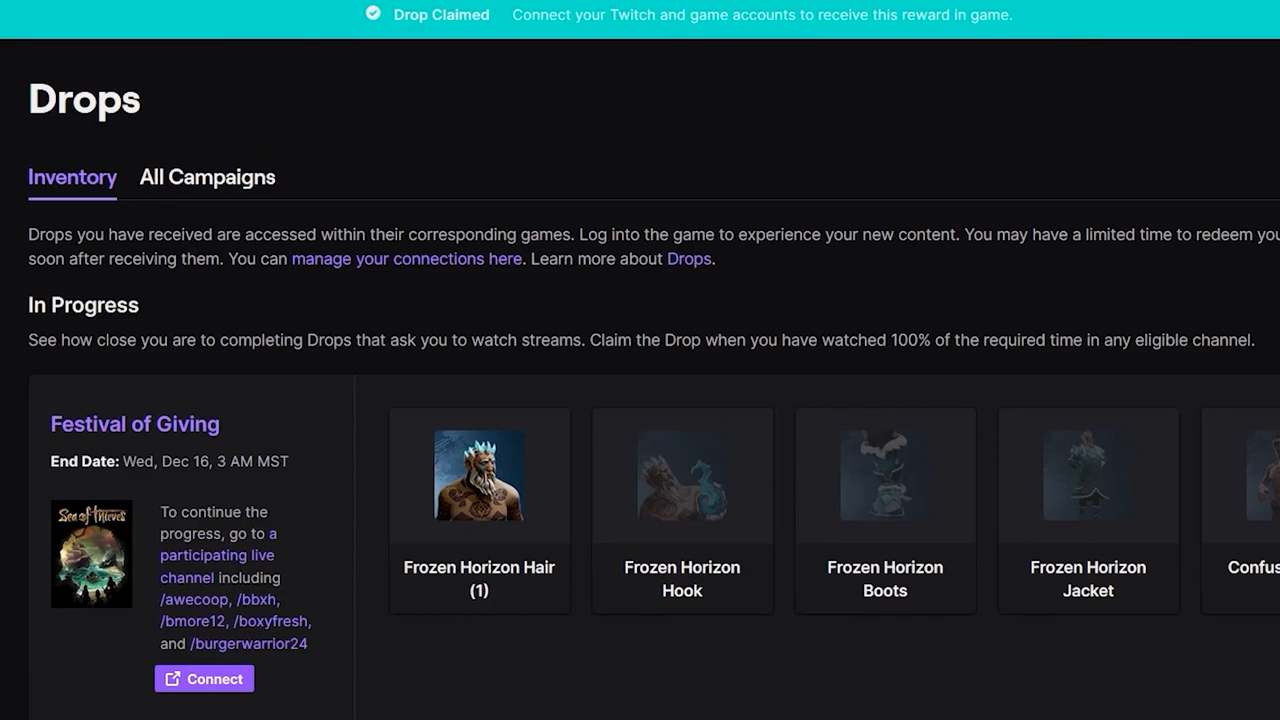 Drop Claimed Connect your Twitch and game accounts to receive this reward in game.
Drops
Inventory All Campaigns
Drops you have received are accessed within their corresponding games. Log into the game to experience your new content. You may have a limited time to redeem
soon after receiving them. You can manage your connections here. Learn more about Drops.
In Progress
See how close you are to completing Drops that ask you to watch streams. Claim the Drop when you have watched 100% of the required time in any eligible channel.
Festival of Giving
End Date: Wed, Dec 16, 3 AM MST
Sea of Thieves
To continue the
progress, go to a
participating live
channel including
/awecoop, /bbxh,
/bmore12, /boxyfresh,
and /burgerwarrior24
Connect
Frozen Horizon Hair
(1)
Frozen Horizon
Hook
Frozen Horizon
Boots
Frozen Horizon
Jacket